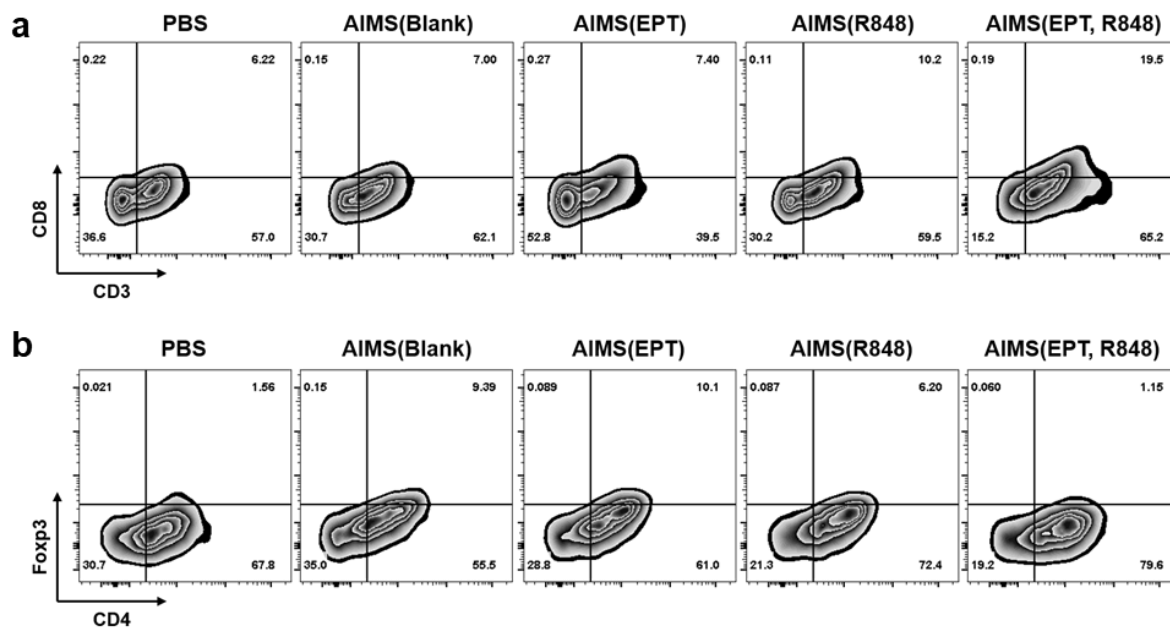 a
PBS AIMS(Blank) AIMS(EPT) AIMS(R848) AIMS(EPT, R848)
0.22 6.22 0.15 7.00 0.27 7.40 0.11 10.2 0.19 19.5
CD8
36.6 57.0 30.7 62.1 52.8 39.5 30.2 59.5 15.2 65.2
CD3
b
PBS AIMS(Blank) AIMS(EPT) AIMS(R848) AIMS(EPT, R848)
0.021 1.56 0.15 9.39 0.089 10.1 0.087 6.20 0.060 1.15
Foxp3
30.7 67.8 35.0 55.5 28.8 61.0 21.3 72.4 19.2 79.6
CD4